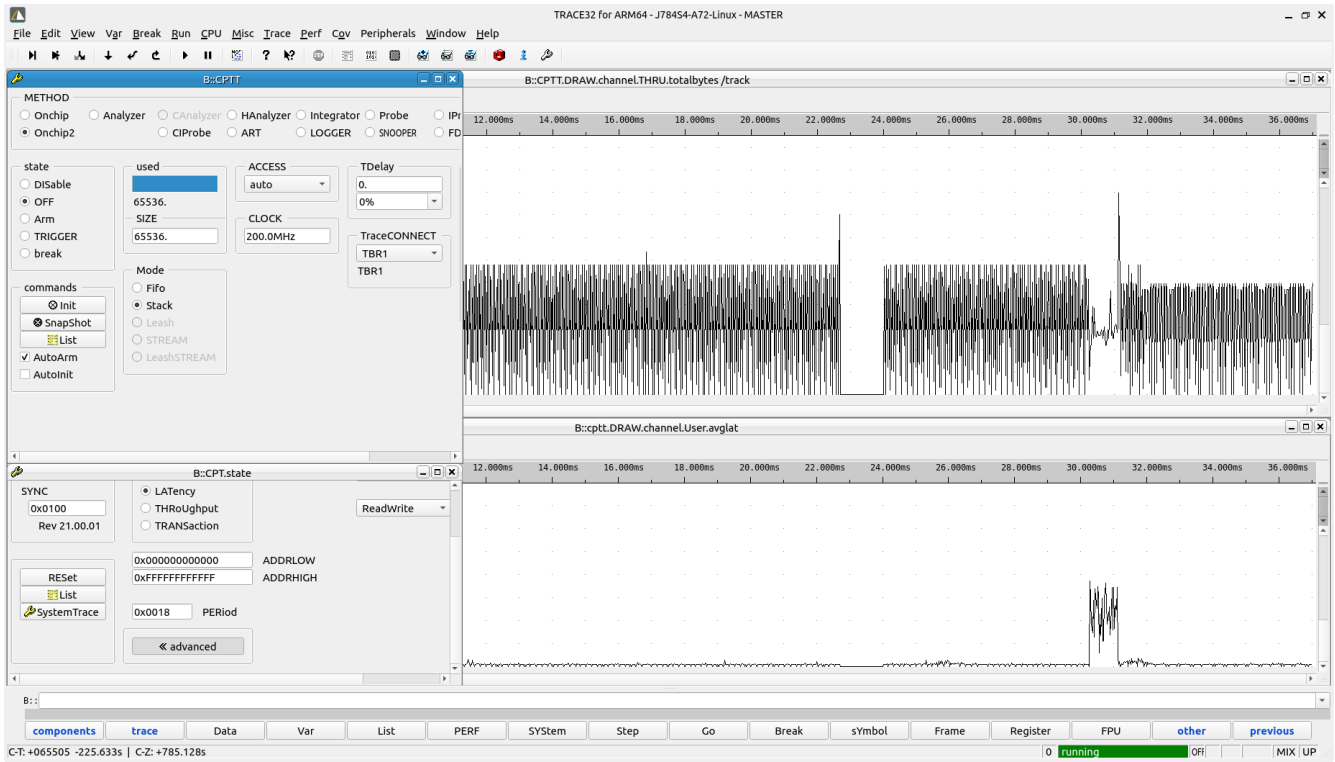 TRACE32 for ARM64 - J784S4-A72-Linux - MASTER
File Edit View Var Break Run CPU Misc Trace Perf Cov Peripherals Window Help
B::CPTT
METHOD
Onchip Analyzer CAnalyzer HAnalyzer Integrator Probe IPr
Onchip2 CIProbe ART LOGGER SNOOPER FD
state
DISable
OFF
Arm
TRIGGER
break
used
65536.
SIZE
65536.
ACCESS
auto
CLOCK
200.0MHz
TDelay
0.
0%
TraceCONNECT
TBR1
TBR1
commands
Init
SnapShot
List
AutoArm
AutoInit
Mode
Fifo
Stack
Leash
STREAM
LeashSTREAM
B::CPTT.DRAW.channel.THRU.totalbytes /track
12.000ms 14.000ms 16.000ms 18.000ms 20.000ms 22.000ms 24.000ms 26.000ms 28.000ms 30.000ms 32.000ms 34.000ms 36.000ms
B::CPT.state
SYNC
0x0100
Rev 21.00.01
LATency
THRoUghput
TRANSaction
ReadWrite
0x000000000000 ADDRLOW
0xFFFFFFFFFFFF ADDRHIGH
RESet
List
SystemTrace
0x0018 PERiod
≪ advanced
B::cptt.DRAW.channel.User.avglat
12.000ms 14.000ms 16.000ms 18.000ms 20.000ms 22.000ms 24.000ms 26.000ms 28.000ms 30.000ms 32.000ms 34.000ms 36.000ms
B::
components trace Data Var List PERF SYStem Step Go Break sYmbol Frame Register FPU other previous
C-T: +065505 -225.633s | C-Z: +785.128s 0 running OFF MIX UP